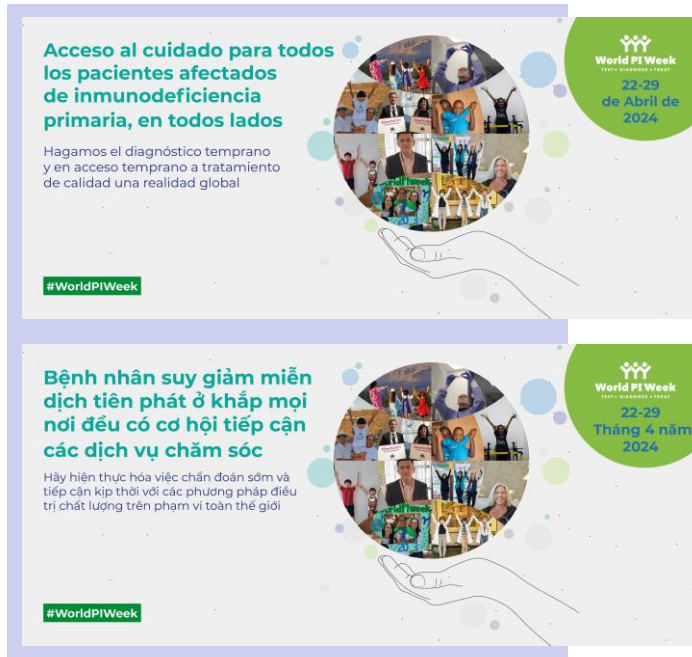 Acceso al cuidado para todos
los pacientes afectados
de inmunodeficiencia
primaria, en todos lados
Hagamos el diagnóstico temprano
y en acceso temprano a tratamiento
de calidad una realidad global
#WorldPIWeek
World PI Week
TEST • DIAGNOSE • TREAT
22-29
de Abril de
2024
Bệnh nhân suy giảm miễn
dịch tiên phát ở khắp mọi
nơi đều có cơ hội tiếp cận
các dịch vụ chăm sóc
Hãy hiện thực hóa việc chẩn đoán sớm và
tiếp cận kịp thời với các phương pháp điều
trị chất lượng trên phạm vi toàn thế giới
#WorldPIWeek
World PI Week
TEST • DIAGNOSE • TREAT
22-29
Tháng 4 năm
2024